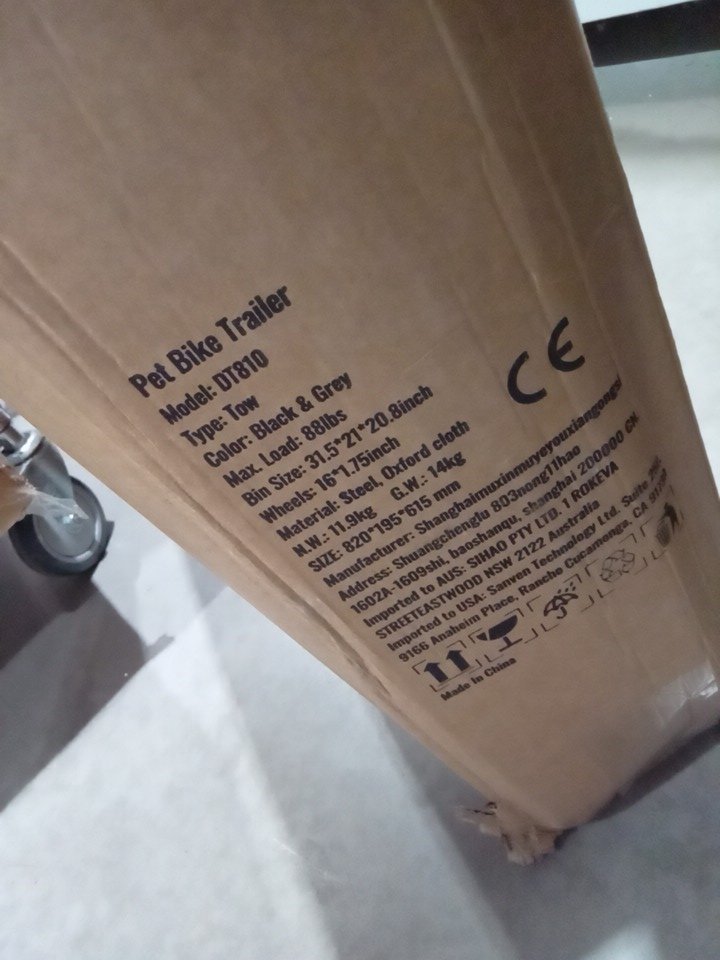 Pet Bike Trailer
Model: DT810
Type: Tow
Color: Black & Grey
Max. Load: 88lbs
Bin Size: 31.5*21*20.8inch
Wheels: 16*1.75inch
Material: Steel, Oxford cloth
N.W.: 11.9kg G.W.: 14kg
SIZE: 820*195*615 mm
Manufacturer: Shanghaimuxinmuyeyouxiangongsi
Address: Shuangchenglu 803nong11hao
1602A-1609shi, baoshanqu, shanghai 200000 CN.
Imported to AUS: SIHAO PTY LTD. 1 ROKEVA
STREETEASTWOOD NSW 2122 Australia
Imported to USA: Sanven Technology Ltd. Suite
9166 Anaheim Place, Rancho Cucamonga, CA 91730
Made in China
CE